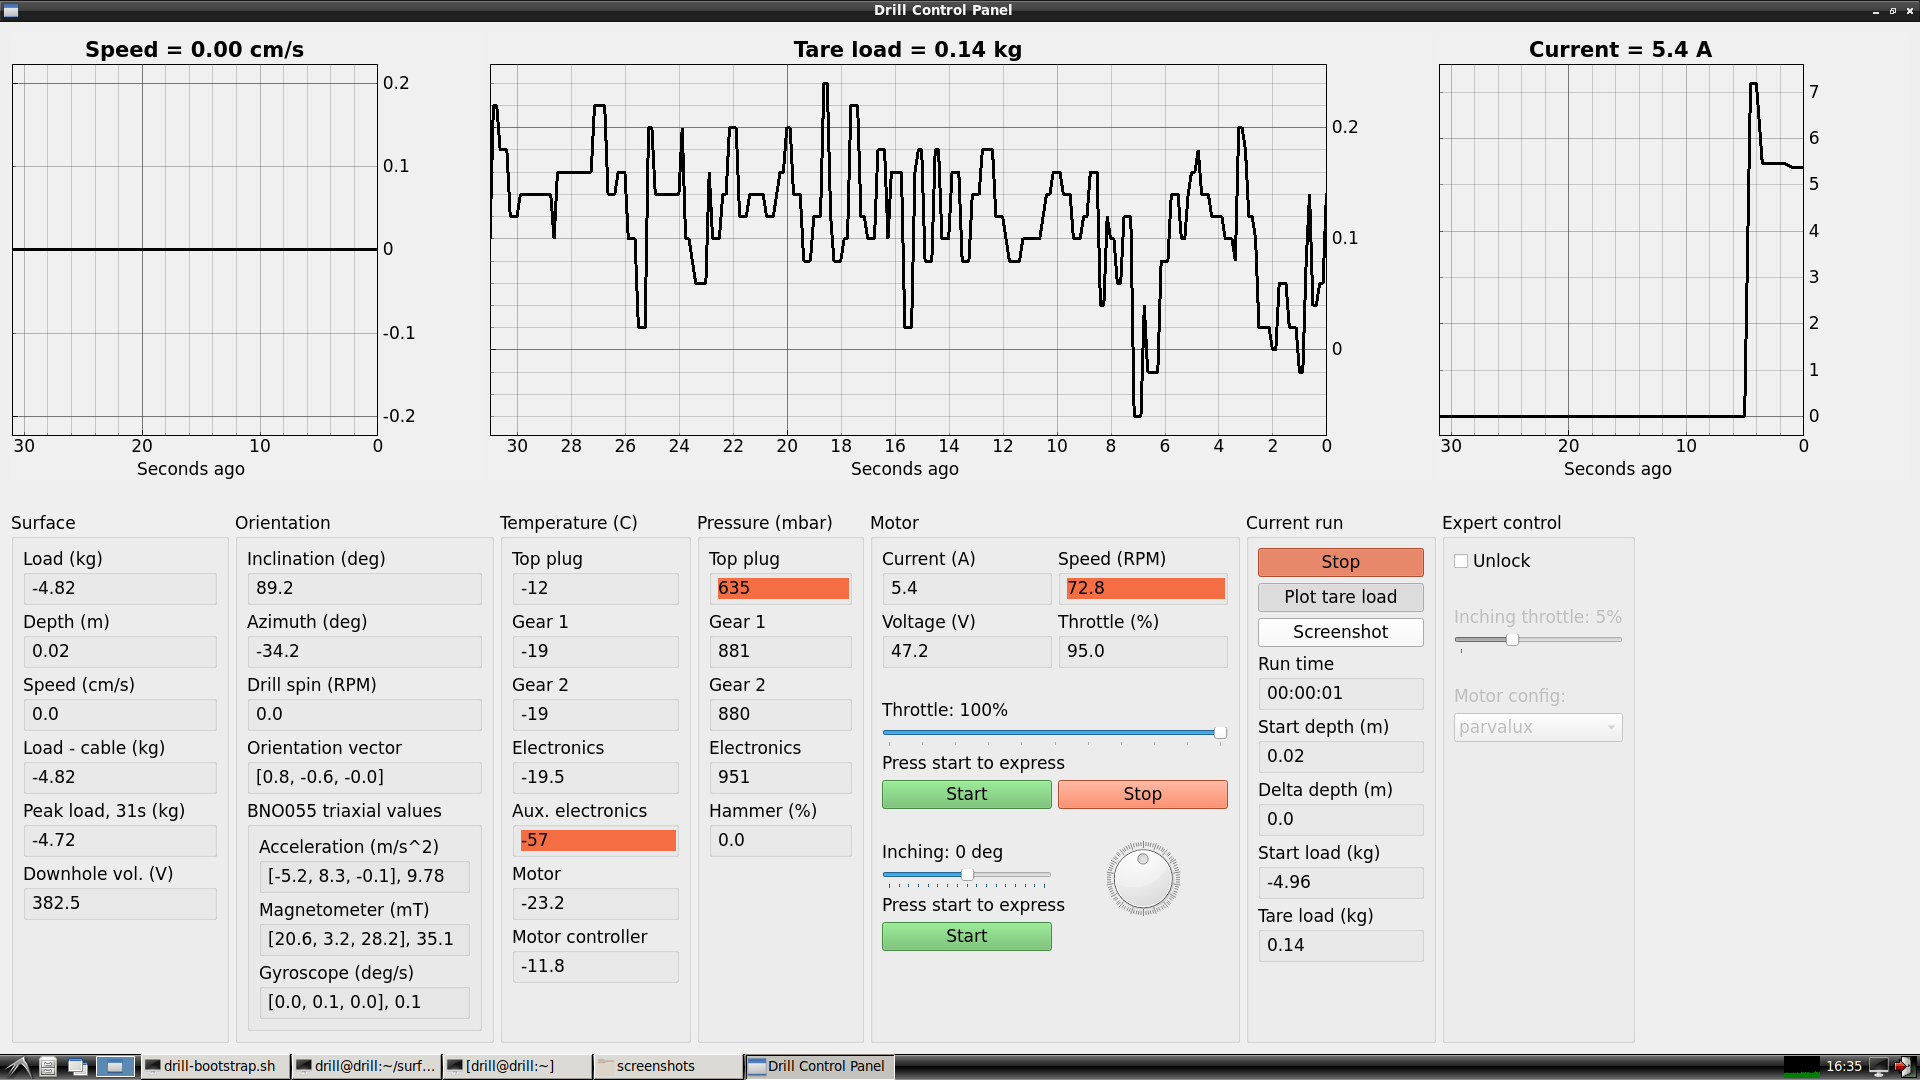 Drill Control Panel
Speed = 0.00 cm/s
0.2
0.1
0
-0.1
-0.2
30 20 10 0
Seconds ago
Tare load = 0.14 kg
0.2
0.1
0
30 28 26 24 22 20 18 16 14 12 10 8 6 4 2 0
Seconds ago
Current = 5.4 A
7
6
5
4
3
2
1
0
30 20 10 0
Seconds ago
Surface
Load (kg)
-4.82
Depth (m)
0.02
Speed (cm/s)
0.0
Load - cable (kg)
-4.82
Peak load, 31s (kg)
-4.72
Downhole vol. (V)
382.5
Orientation
Inclination (deg)
89.2
Azimuth (deg)
-34.2
Drill spin (RPM)
0.0
Orientation vector
[0.8, -0.6, -0.0]
BNO055 triaxial values
Acceleration (m/s^2)
[-5.2, 8.3, -0.1], 9.78
Magnetometer (mT)
[20.6, 3.2, 28.2], 35.1
Gyroscope (deg/s)
[0.0, 0.1, 0.0], 0.1
Temperature (C)
Top plug
-12
Gear 1
-19
Gear 2
-19
Electronics
-19.5
Aux. electronics
-57
Motor
-23.2
Motor controller
-11.8
Pressure (mbar)
Top plug
635
Gear 1
881
Gear 2
880
Electronics
951
Hammer (%)
0.0
Motor
Current (A) Speed (RPM)
5.4 72.8
Voltage (V) Throttle (%)
47.2 95.0
Throttle: 100%
Press start to express
Start Stop
Inching: 0 deg
Press start to express
Start
Current run
Stop
Plot tare load
Screenshot
Run time
00:00:01
Start depth (m)
0.02
Delta depth (m)
0.0
Start load (kg)
-4.96
Tare load (kg)
0.14
Expert control
Unlock
Inching throttle: 5%
Motor config:
parvalux
drill-bootstrap.sh drill@drill:~/surf... [drill@drill:~] screenshots Drill Control Panel 16:35